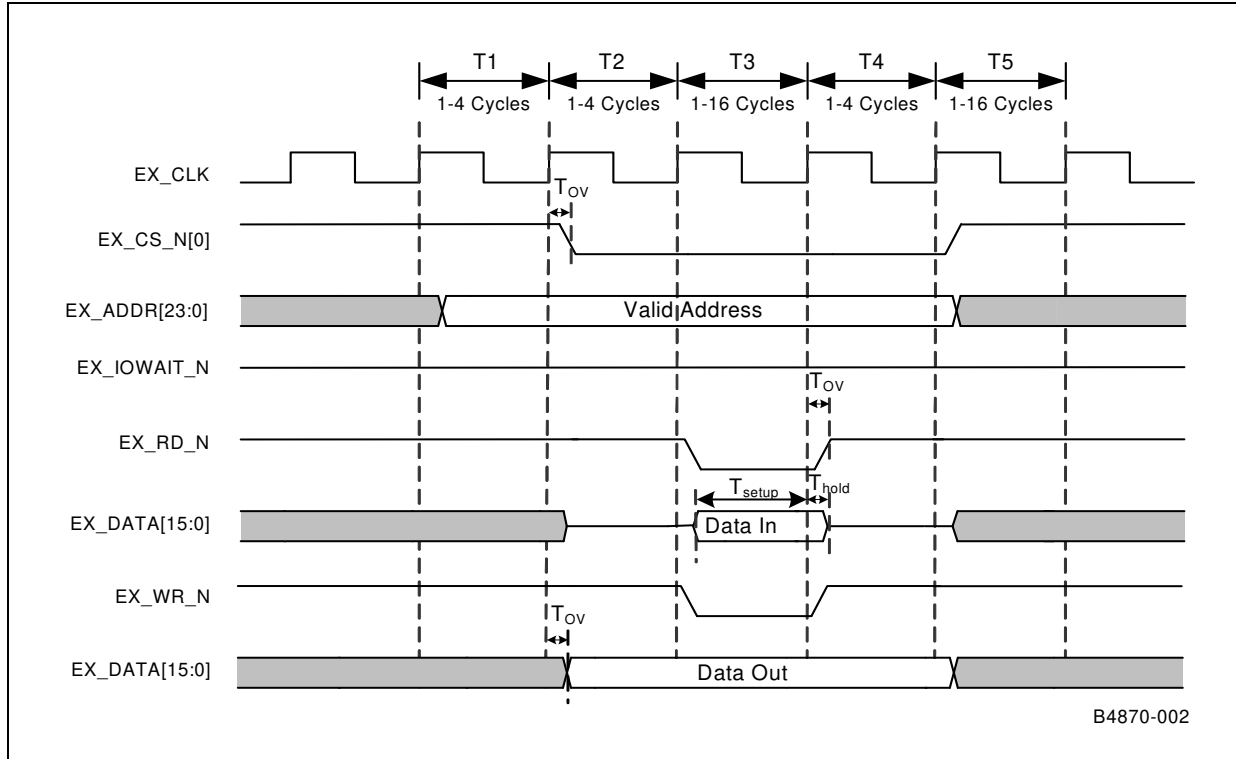 T1 T2 T3 T4 T5
1-4 Cycles 1-4 Cycles 1-16 Cycles 1-4 Cycles 1-16 Cycles
EX_CLK
TOV
EX_CS_N[0]
EX_ADDR[23:0] Valid Address
EX_IOWAIT_N
TOV
EX_RD_N
Tsetup Thold
EX_DATA[15:0] Data In
EX_WR_N
TOV
EX_DATA[15:0] Data Out
B4870-002